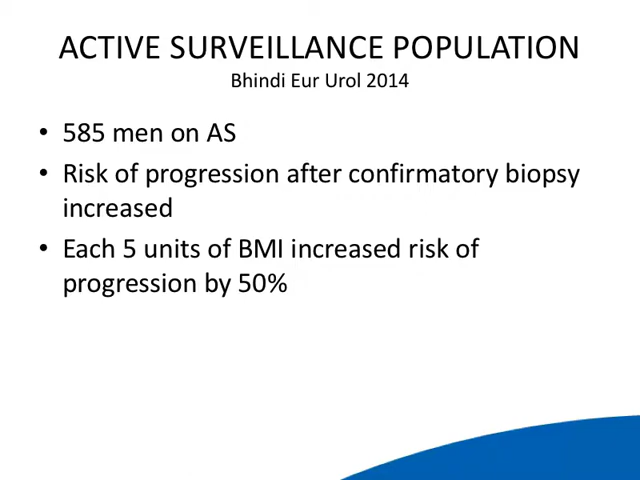 ACTIVE SURVEILLANCE POPULATION
Bhindi Eur Urol 2014
• 585 men on AS
• Risk of progression after confirmatory biopsy
increased
• Each 5 units of BMI increased risk of
progression by 50%